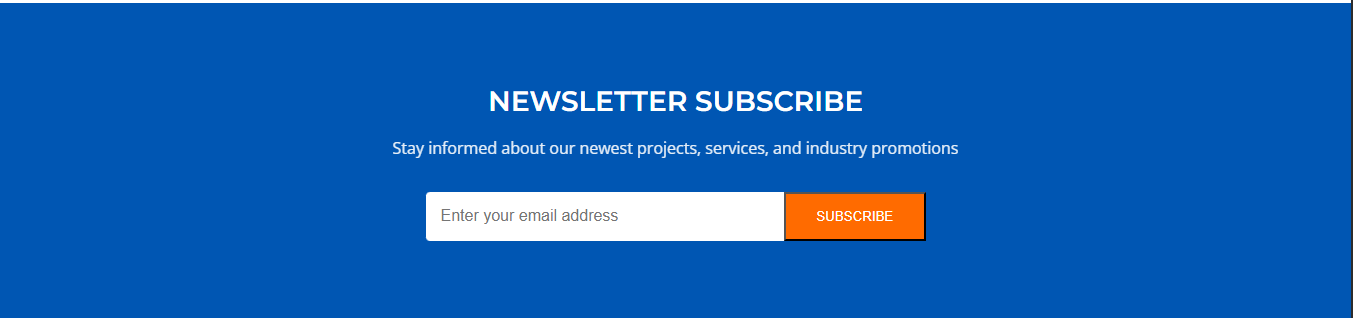 NEWSLETTER SUBSCRIBE
Stay informed about our newest projects, services, and industry promotions
Enter your email address
SUBSCRIBE